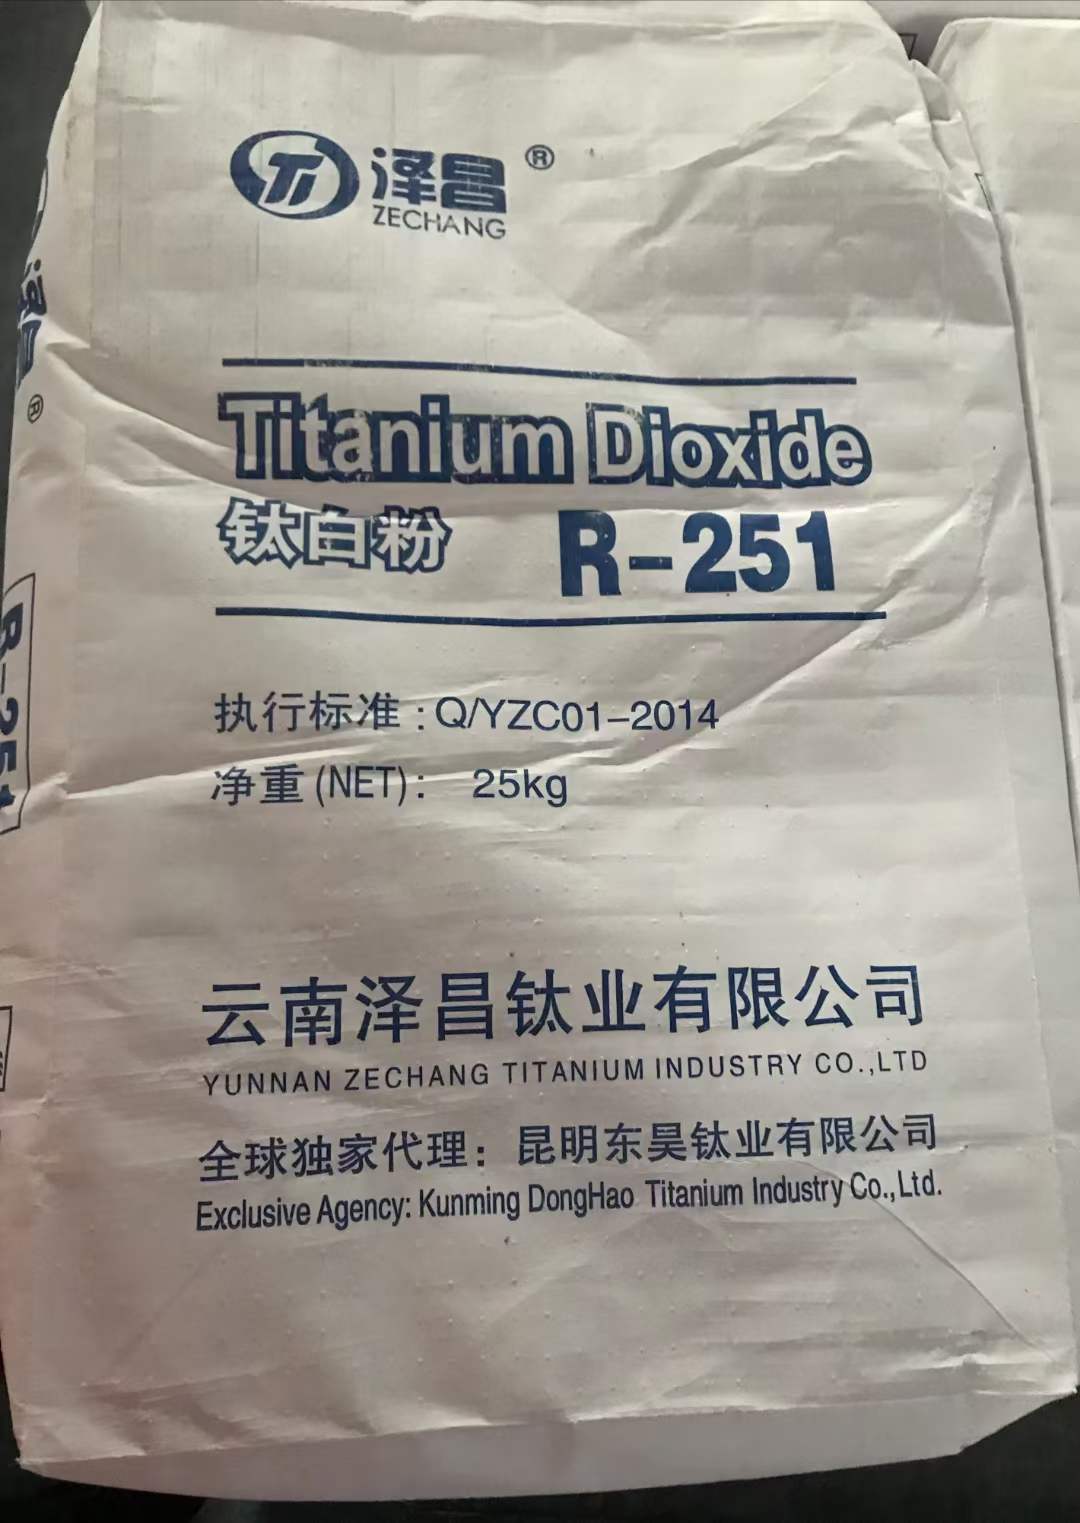 Ti 泽昌 ®
ZECHANG
Titanium Dioxide
钛白粉 R-251
执行标准：Q/YZC01-2014
净重(NET)： 25kg
云南泽昌钛业有限公司
YUNNAN ZECHANG TITANIUM INDUSTRY CO.,LTD
全球独家代理：昆明东昊钛业有限公司
Exclusive Agency: Kunming DongHao Titanium Industry Co.,Ltd.
®
R-251